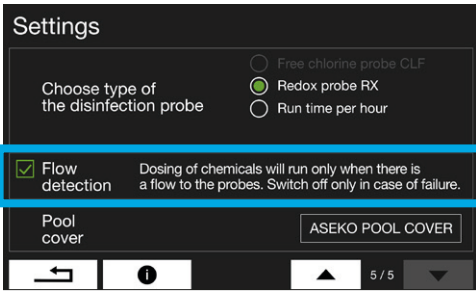 Settings
Free chlorine probe CLF
Choose type of
the disinfection probe
Redox probe RX
Run time per hour
Flow
detection
Dosing of chemicals will run only when there is
a flow to the probes. Switch off only in case of failure.
Pool
cover
ASEKO POOL COVER
5/5